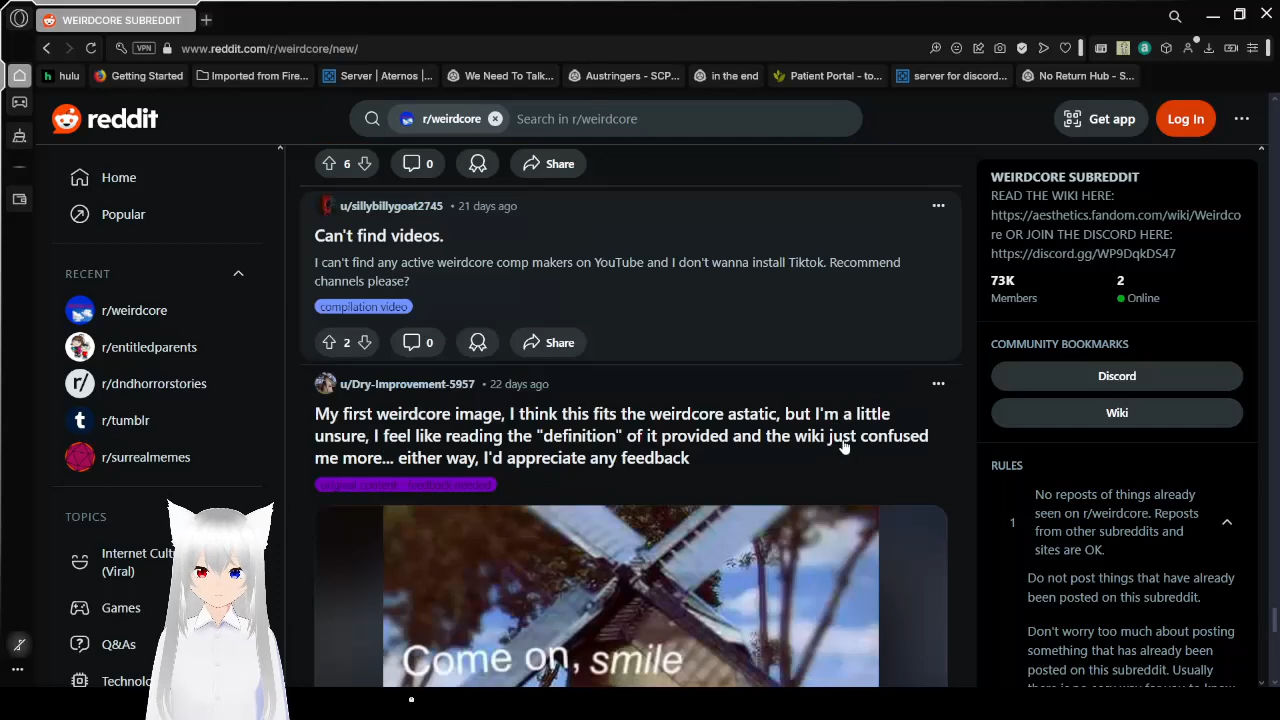 WEIRDCORE SUBREDDIT
VPN
www.reddit.com/r/weirdcore/new/
hulu
Getting Started
Imported from Fire...
Server | Aternos |...
We Need To Talk...
Austringers - SCP...
in the end
Patient Portal - to...
server for discord...
No Return Hub - S...
reddit
r/weirdcore
Search in r/weirdcore
Get app
Log In
Home
Popular
RECENT
r/weirdcore
r/entitledparents
r/dndhorrorstories
r/tumblr
r/surrealmemes
TOPICS
Internet Cult
(Viral)
Games
Q&As
Technolo
6
0
Share
u/sillybillygoat2745 • 21 days ago
Can't find videos.
I can't find any active weirdcore comp makers on YouTube and I don't wanna install Tiktok. Recommend
channels please?
compilation video
2
0
Share
u/Dry-Improvement-5957 • 22 days ago
My first weirdcore image, I think this fits the weirdcore astatic, but I'm a little
unsure, I feel like reading the "definition" of it provided and the wiki just confused
me more... either way, I'd appreciate any feedback
original content - feedback needed
Come on, smile
WEIRDCORE SUBREDDIT
READ THE WIKI HERE:
https://aesthetics.fandom.com/wiki/Weirdco
re OR JOIN THE DISCORD HERE:
https://discord.gg/WP9DqkDS47
73K
Members
2
Online
COMMUNITY BOOKMARKS
Discord
Wiki
RULES
1
No reposts of things already
seen on r/weirdcore. Reposts
from other subreddits and
sites are OK.
Do not post things that have already
been posted on this subreddit.
Don't worry too much about posting
something that has already been
posted on this subreddit. Usually